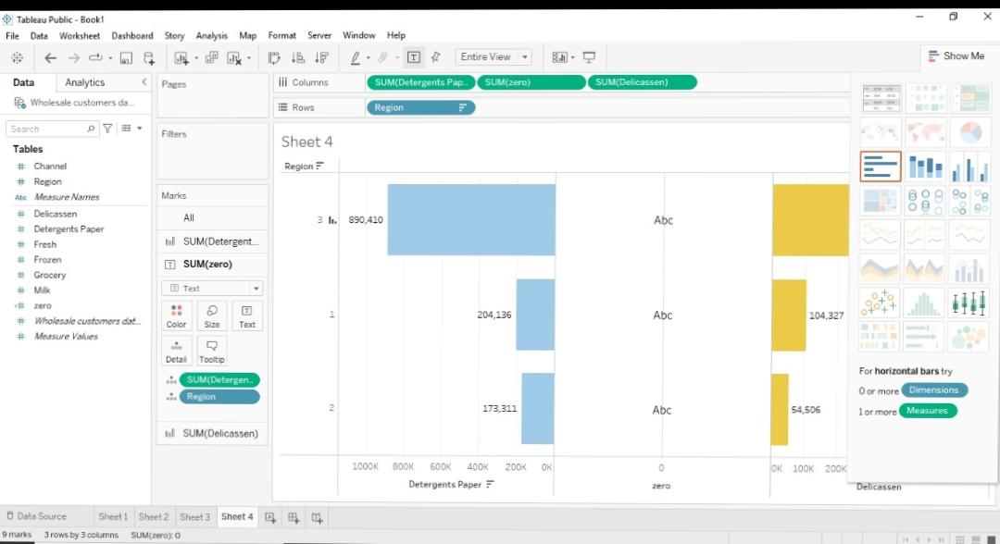 Tableau Public - Book1
File Data Worksheet Dashboard Story Analysis Map Format Server Window Help
Entire View
Show Me
Data Analytics
Wholesale customers da...
Search
Tables
Channel
Region
Abc Measure Names
Delicassen
Detergents Paper
Fresh
Frozen
Grocery
Milk
zero
Wholesale customers dat...
Measure Values
Pages
Filters
Marks
All
SUM(Detergent...
SUM(zero)
Text
Color Size Text
Detail Tooltip
SUM(Detergen..
Region
SUM(Delicassen)
Columns SUM(Detergents Pap.. SUM(zero) SUM(Delicassen)
Rows Region
Sheet 4
Region
3 890,410 Abc
1 204,136 Abc 104,327
2 173,311 Abc 54,506
1000K 800K 600K 400K 200K 0K 0 0K 100K 200K
Detergents Paper zero Delicassen
For horizontal bars try
0 or more Dimensions
1 or more Measures
Data Source Sheet 1 Sheet 2 Sheet 3 Sheet 4
9 marks 3 rows by 3 columns SUM(zero): 0